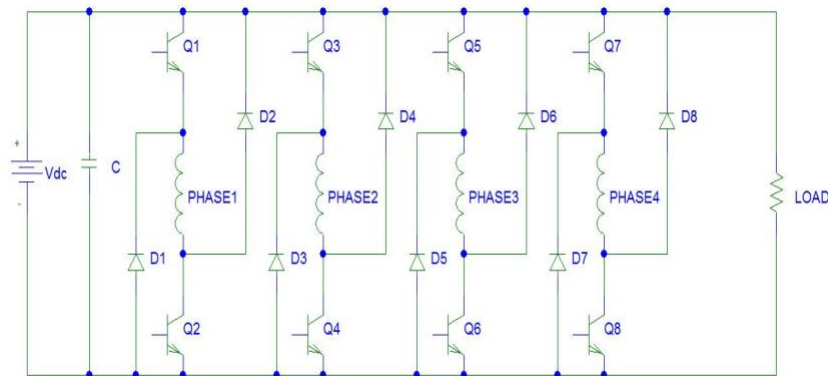 Q1 Q3 Q5 Q7
D2 D4 D6 D8
+
Vdc C PHASE1 PHASE2 PHASE3 PHASE4 LOAD
-
D1 D3 D5 D7
Q2 Q4 Q6 Q8